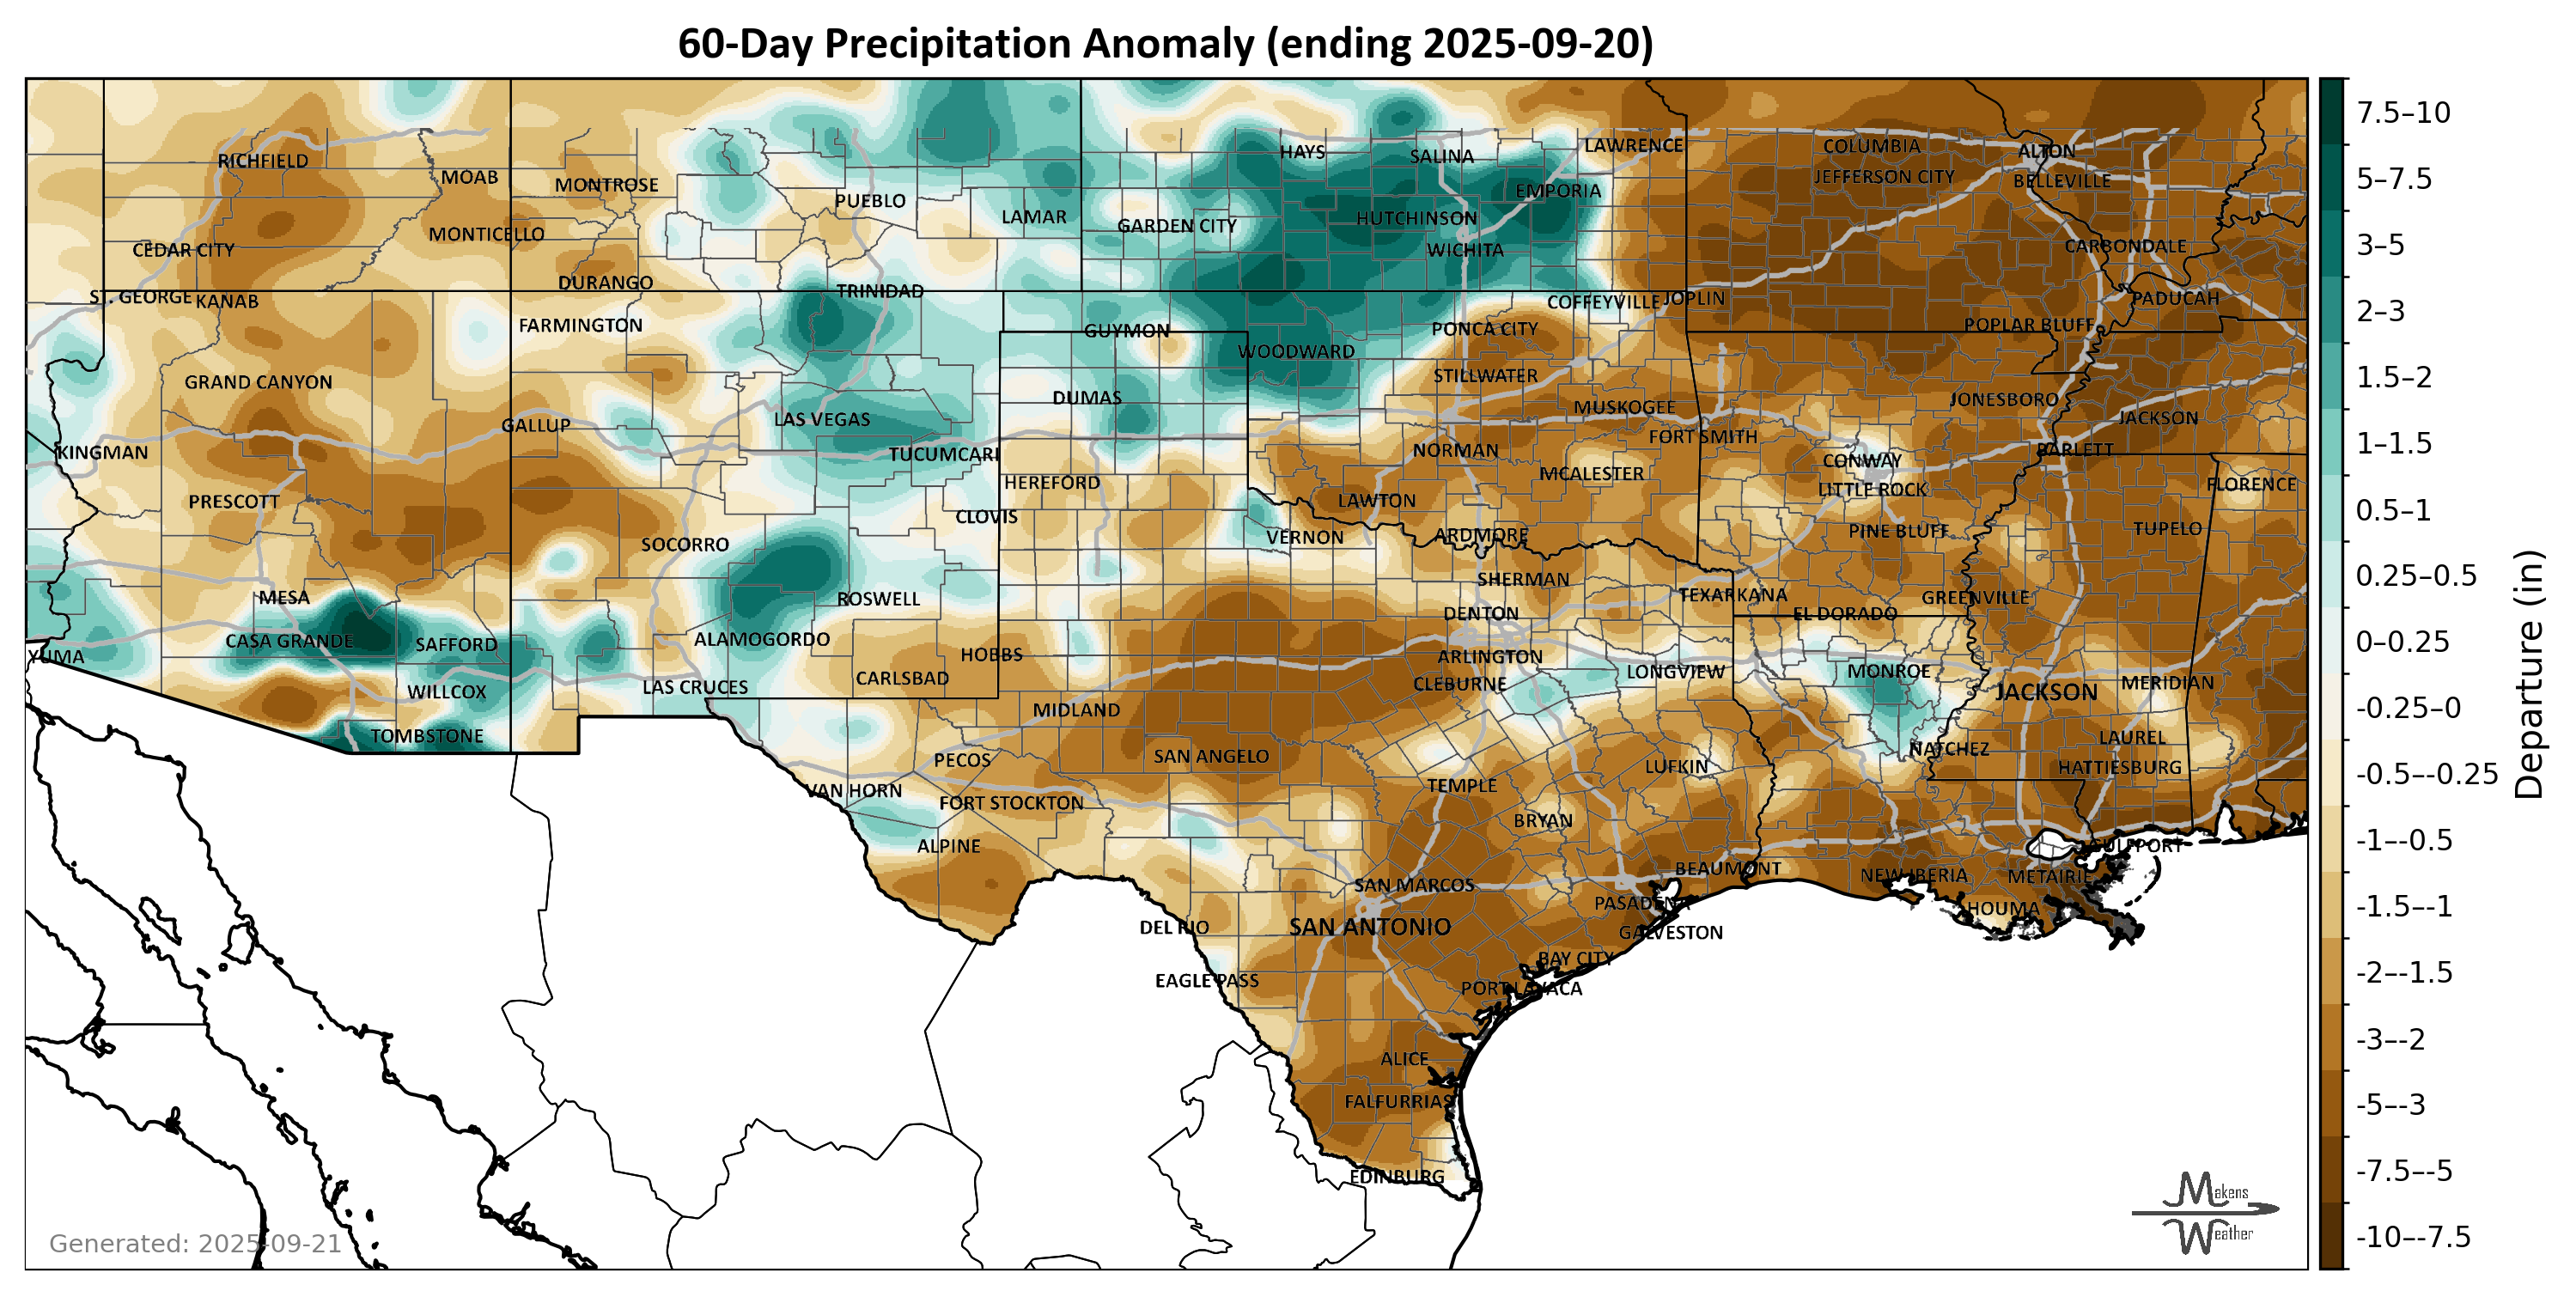 60-Day Precipitation Anomaly (ending 2025-09-20)
RICHFIELD
MOAB
MONTROSE
PUEBLO
LAMAR
HAYS
SALINA
LAWRENCE
COLUMBIA
ALTON
JEFFERSON CITY
BELLEVILLE
EMPORIA
GARDEN CITY
HUTCHINSON
WICHITA
CEDAR CITY
MONTICELLO
CARBONDALE
DURANGO
TRINIDAD
ST. GEORGE
KANAB
COFFEYVILLE
JOPLIN
PADUCAH
FARMINGTON
GUYMON
PONCA CITY
POPLAR BLUFF
WOODWARD
GRAND CANYON
STILLWATER
DUMAS
MUSKOGEE
JONESBORO
JACKSON
GALLUP
LAS VEGAS
FORT SMITH
KINGMAN
TUCUMCARI
NORMAN
BARLETT
CONWAY
MCALESTER
HEREFORD
LITTLE ROCK
FLORENCE
PRESCOTT
LAWTON
CLOVIS
PINE BLUFF
TUPELO
SOCORRO
VERNON
ARDMORE
SHERMAN
MESA
ROSWELL
TEXARKANA
GREENVILLE
DENTON
EL DORADO
CASA GRANDE
SAFFORD
ALAMOGORDO
YUMA
HOBBS
ARLINGTON
LONGVIEW
MONROE
WILLCOX
LAS CRUCES
CARLSBAD
CLEBURNE
JACKSON
MERIDIAN
MIDLAND
TOMBSTONE
SAN ANGELO
NATCHEZ
LAUREL
PECOS
LUFKIN
HATTIESBURG
VAN HORN
FORT STOCKTON
TEMPLE
BRYAN
ALPINE
GULFPORT
SAN MARCOS
BEAUMONT
NEW IBERIA
METAIRIE
PASADENA
HOUMA
DEL RIO
SAN ANTONIO
GALVESTON
BAY CITY
EAGLE PASS
PORT LAVACA
ALICE
FALFURRIAS
EDINBURG
Generated: 2025-09-21
Makens
Weather
7.5–10
5–7.5
3–5
2–3
1.5–2
1–1.5
0.5–1
0.25–0.5
0–0.25
-0.25–0
-0.5–-0.25
-1–-0.5
-1.5–-1
-2–-1.5
-3–-2
-5–-3
-7.5–-5
-10–-7.5
Departure (in)